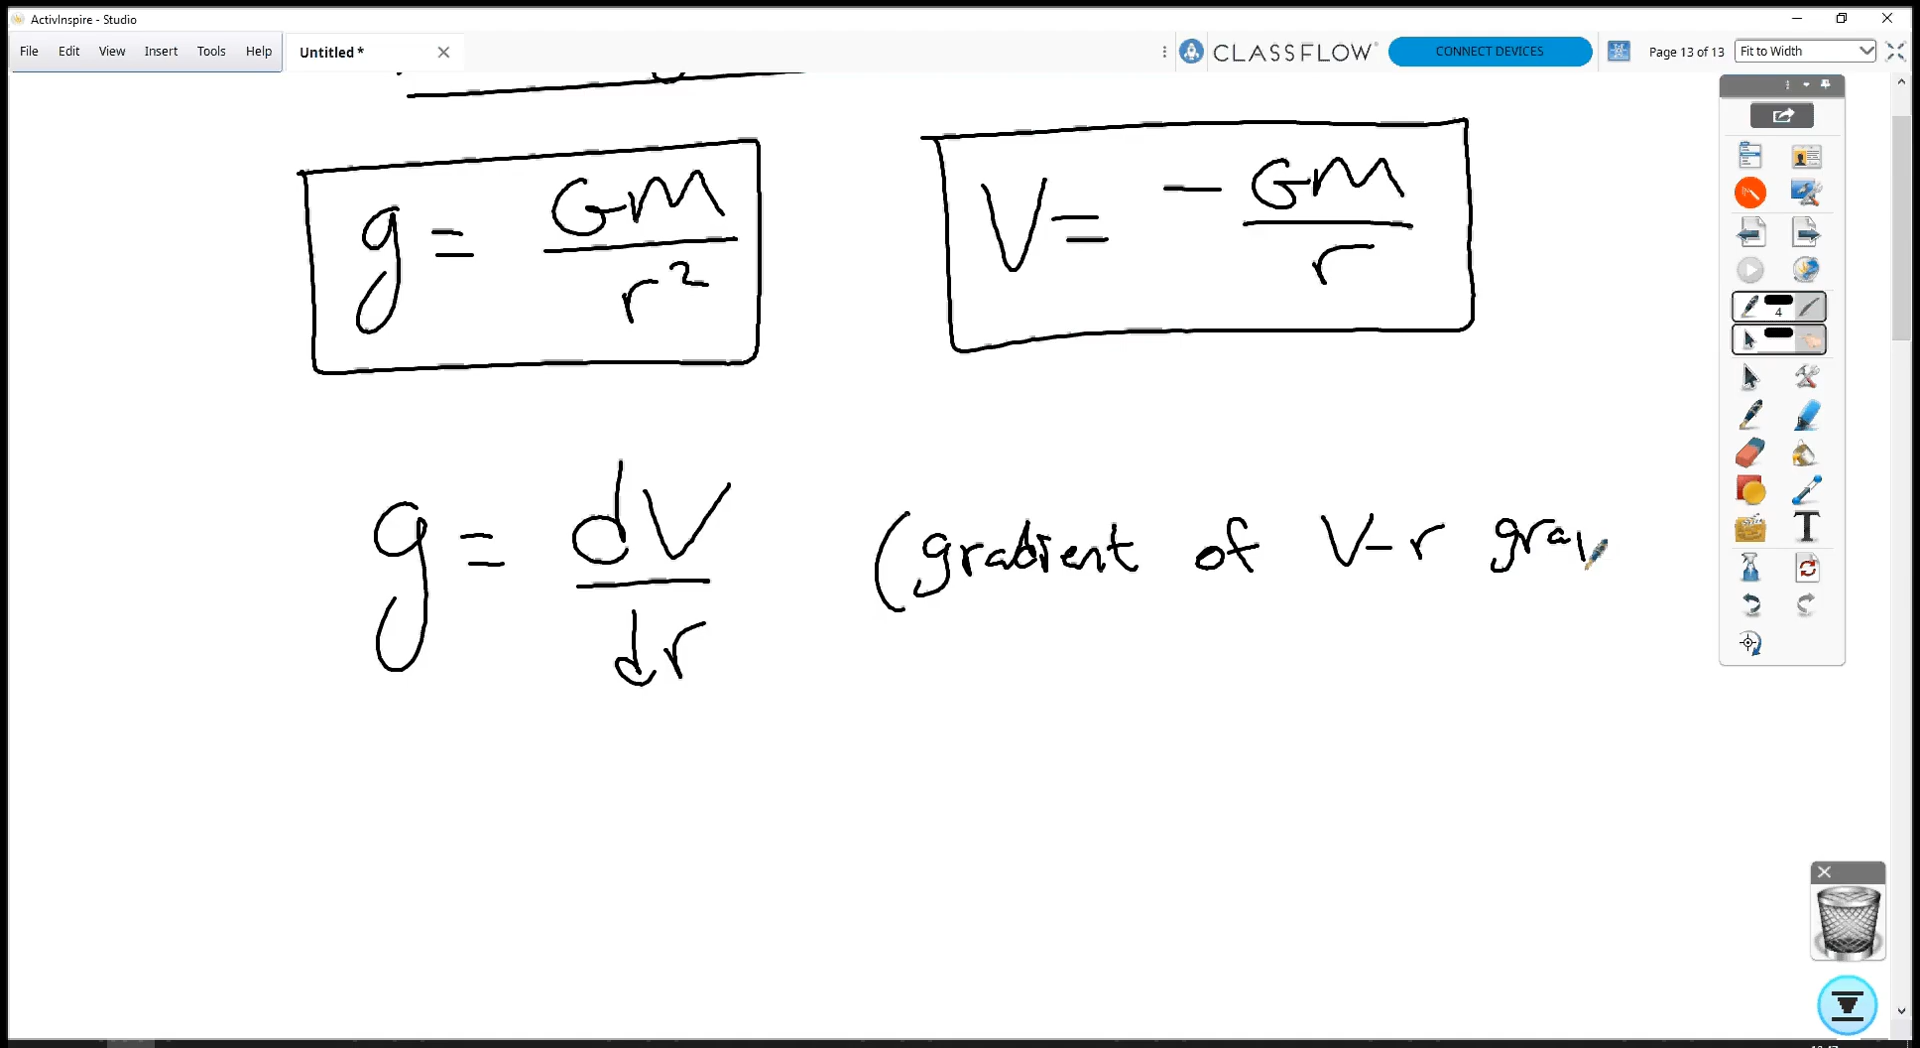 ActivInspire - Studio
File Edit View Insert Tools Help Untitled * CLASSFLOW CONNECT DEVICES Page 13 of 13 Fit to Width
g = GM / r²
V = - GM / r
4
g = dV / dr (gradient of V-r gra
T